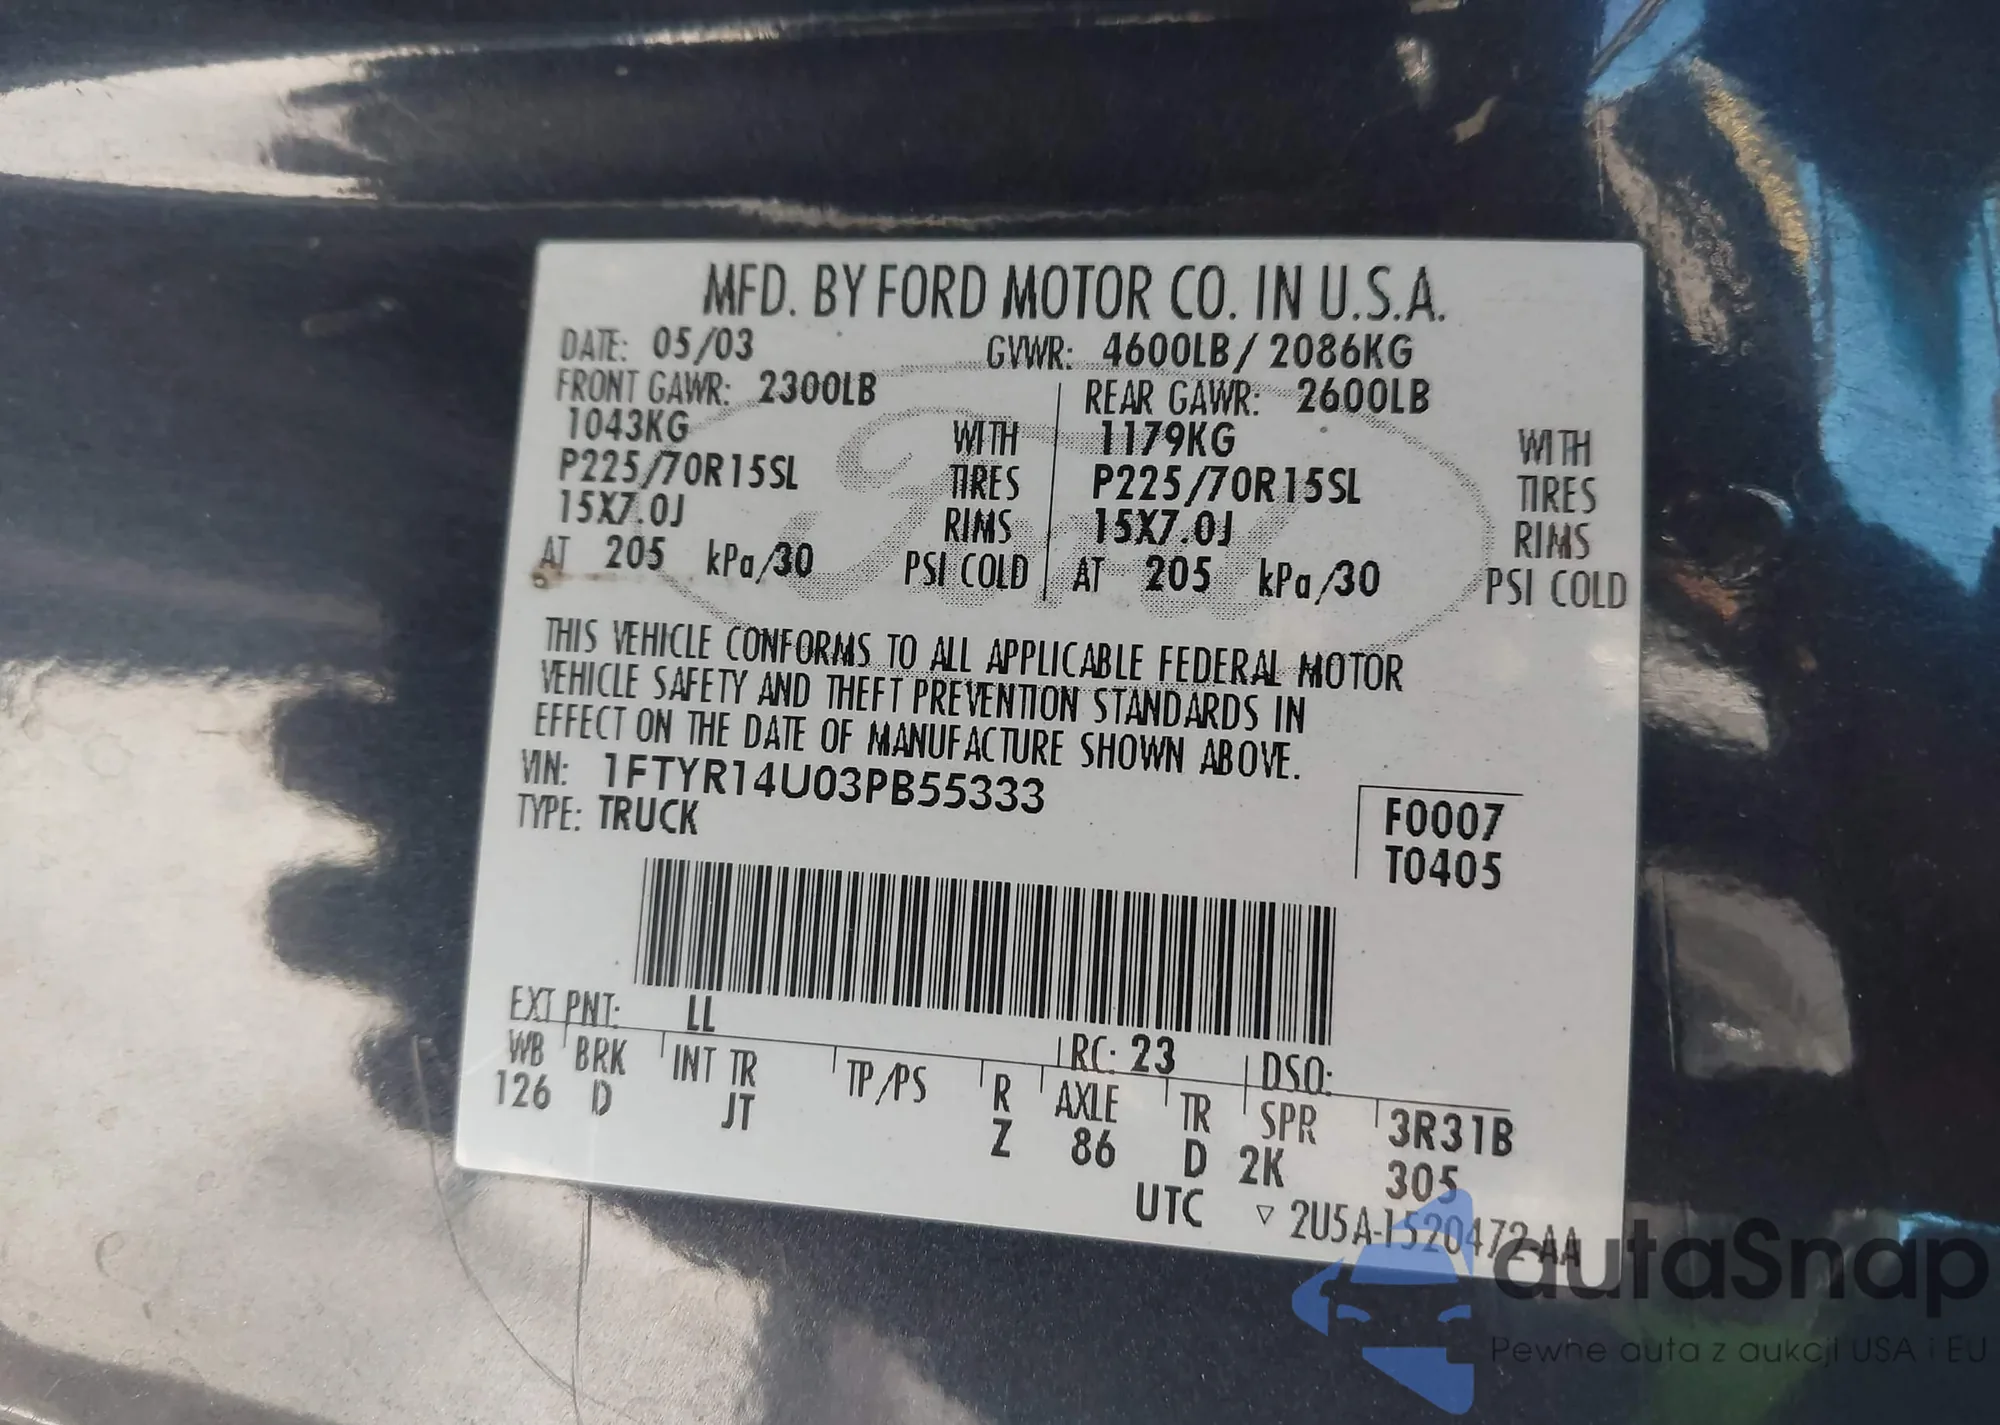 MFD. BY FORD MOTOR CO. IN U.S.A.
DATE: 05/03 GVWR: 4600LB / 2086KG
FRONT GAWR: 2300LB REAR GAWR: 2600LB
1043KG WITH 1179KG WITH
P225/70R15SL TIRES P225/70R15SL TIRES
15X7.0J RIMS 15X7.0J RIMS
AT 205 kPa/30 PSI COLD AT 205 kPa/30 PSI COLD
THIS VEHICLE CONFORMS TO ALL APPLICABLE FEDERAL MOTOR
VEHICLE SAFETY AND THEFT PREVENTION STANDARDS IN
EFFECT ON THE DATE OF MANUFACTURE SHOWN ABOVE.
VIN: 1FTYR14U03PB55333
TYPE: TRUCK
F0007
T0405
EXT PNT: LL RC: 23 DSO:
WB BRK INT TR TP/PS R AXLE TR SPR 3R31B
126 D JT Z 86 D 2K 305
UTC ▽ 2U5A-1520472-AA
Ford
autaSnap
Pewne auta z aukcji USA i EU